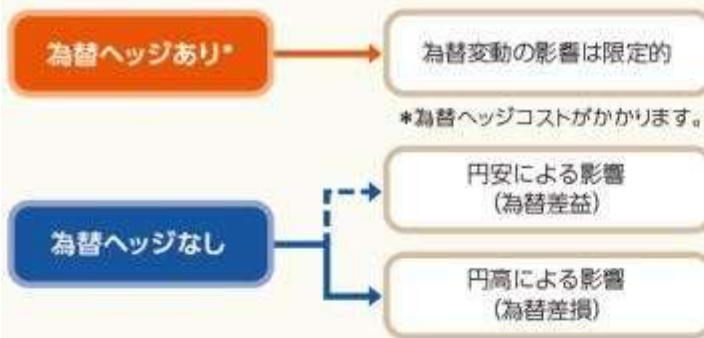 為替ヘッジあり*
為替変動の影響は限定的
*為替ヘッジコストがかかります。
為替ヘッジなし
円安による影響
(為替差益)
円高による影響
(為替差損)